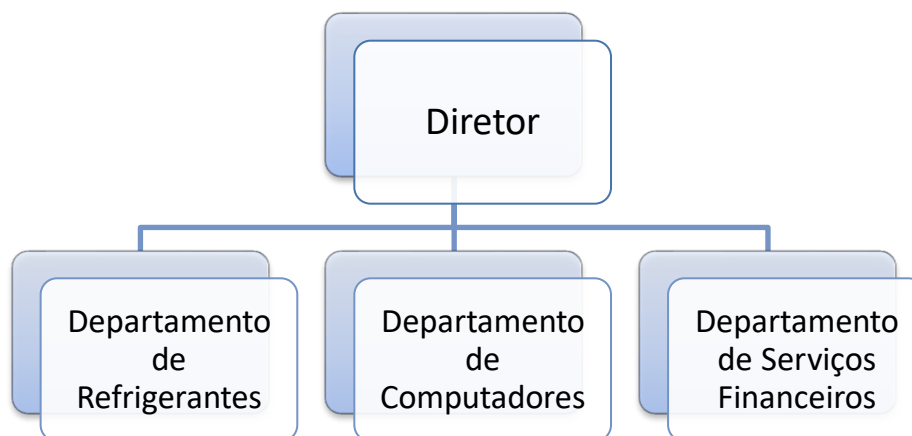 Diretor
Departamento
de
Refrigerantes
Departamento
de
Computadores
Departamento
de Serviços
Financeiros